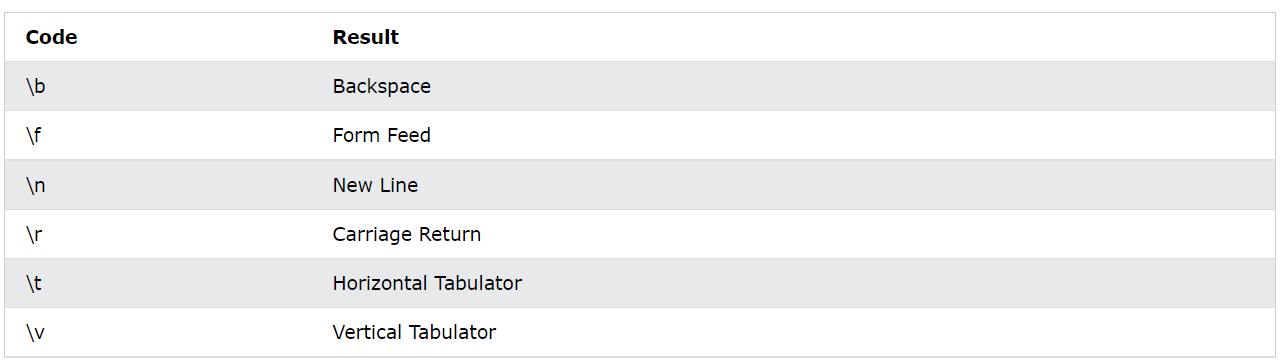 Code Result
\b Backspace
\f Form Feed
\n New Line
\r Carriage Return
\t Horizontal Tabulator
\v Vertical Tabulator